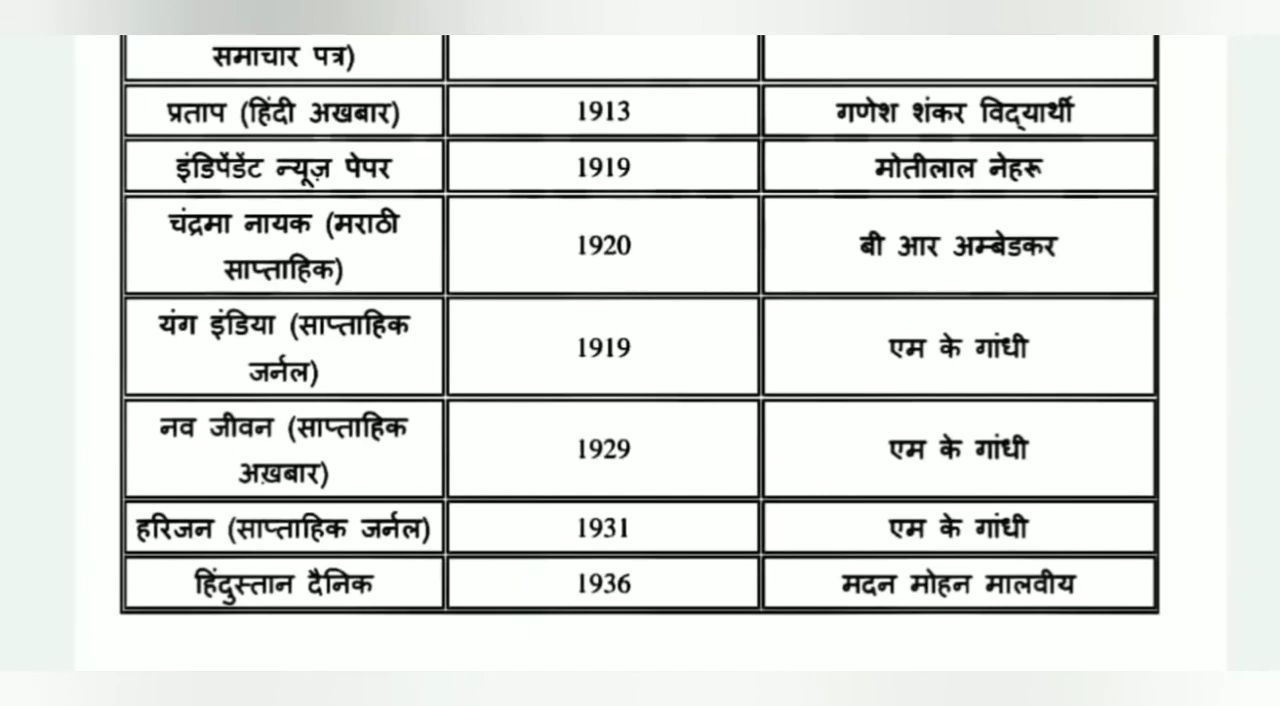 समाचार पत्र)
प्रताप (हिंदी अखबार) 1913 गणेश शंकर विद्यार्थी
इंडिपेंडेंट न्यूज़ पेपर 1919 मोतीलाल नेहरू
चंद्रमा नायक (मराठी
साप्ताहिक) 1920 बी आर अम्बेडकर
यंग इंडिया (साप्ताहिक
जर्नल) 1919 एम के गांधी
नव जीवन (साप्ताहिक
अख़बार) 1929 एम के गांधी
हरिजन (साप्ताहिक जर्नल) 1931 एम के गांधी
हिंदुस्तान दैनिक 1936 मदन मोहन मालवीय